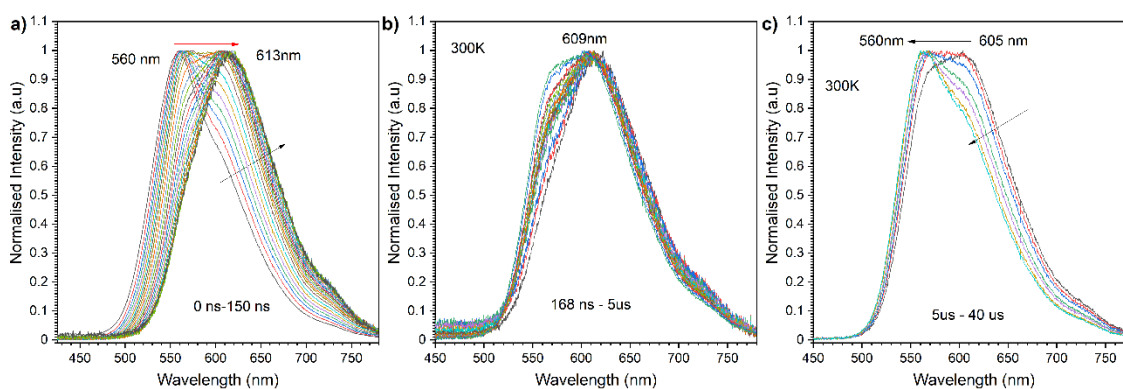 a)
Normalised Intensity (a.u)
1.1
1
0.9
0.8
0.7
0.6
0.5
0.4
0.3
0.2
0.1
0
560 nm
613nm
0 ns-150 ns
450 500 550 600 650 700 750
Wavelength (nm)
b)
Normalised Intensity (a.u)
1.1
1
0.9
0.8
0.7
0.6
0.5
0.4
0.3
0.2
0.1
0
300K
609nm
168 ns - 5us
450 500 550 600 650 700 750
Wavelength (nm)
c)
Normalised Intensity (a.u)
1.1
1
0.9
0.8
0.7
0.6
0.5
0.4
0.3
0.2
0.1
0
560nm
605 nm
300K
5us - 40 us
450 500 550 600 650 700 750
Wavelength (nm)